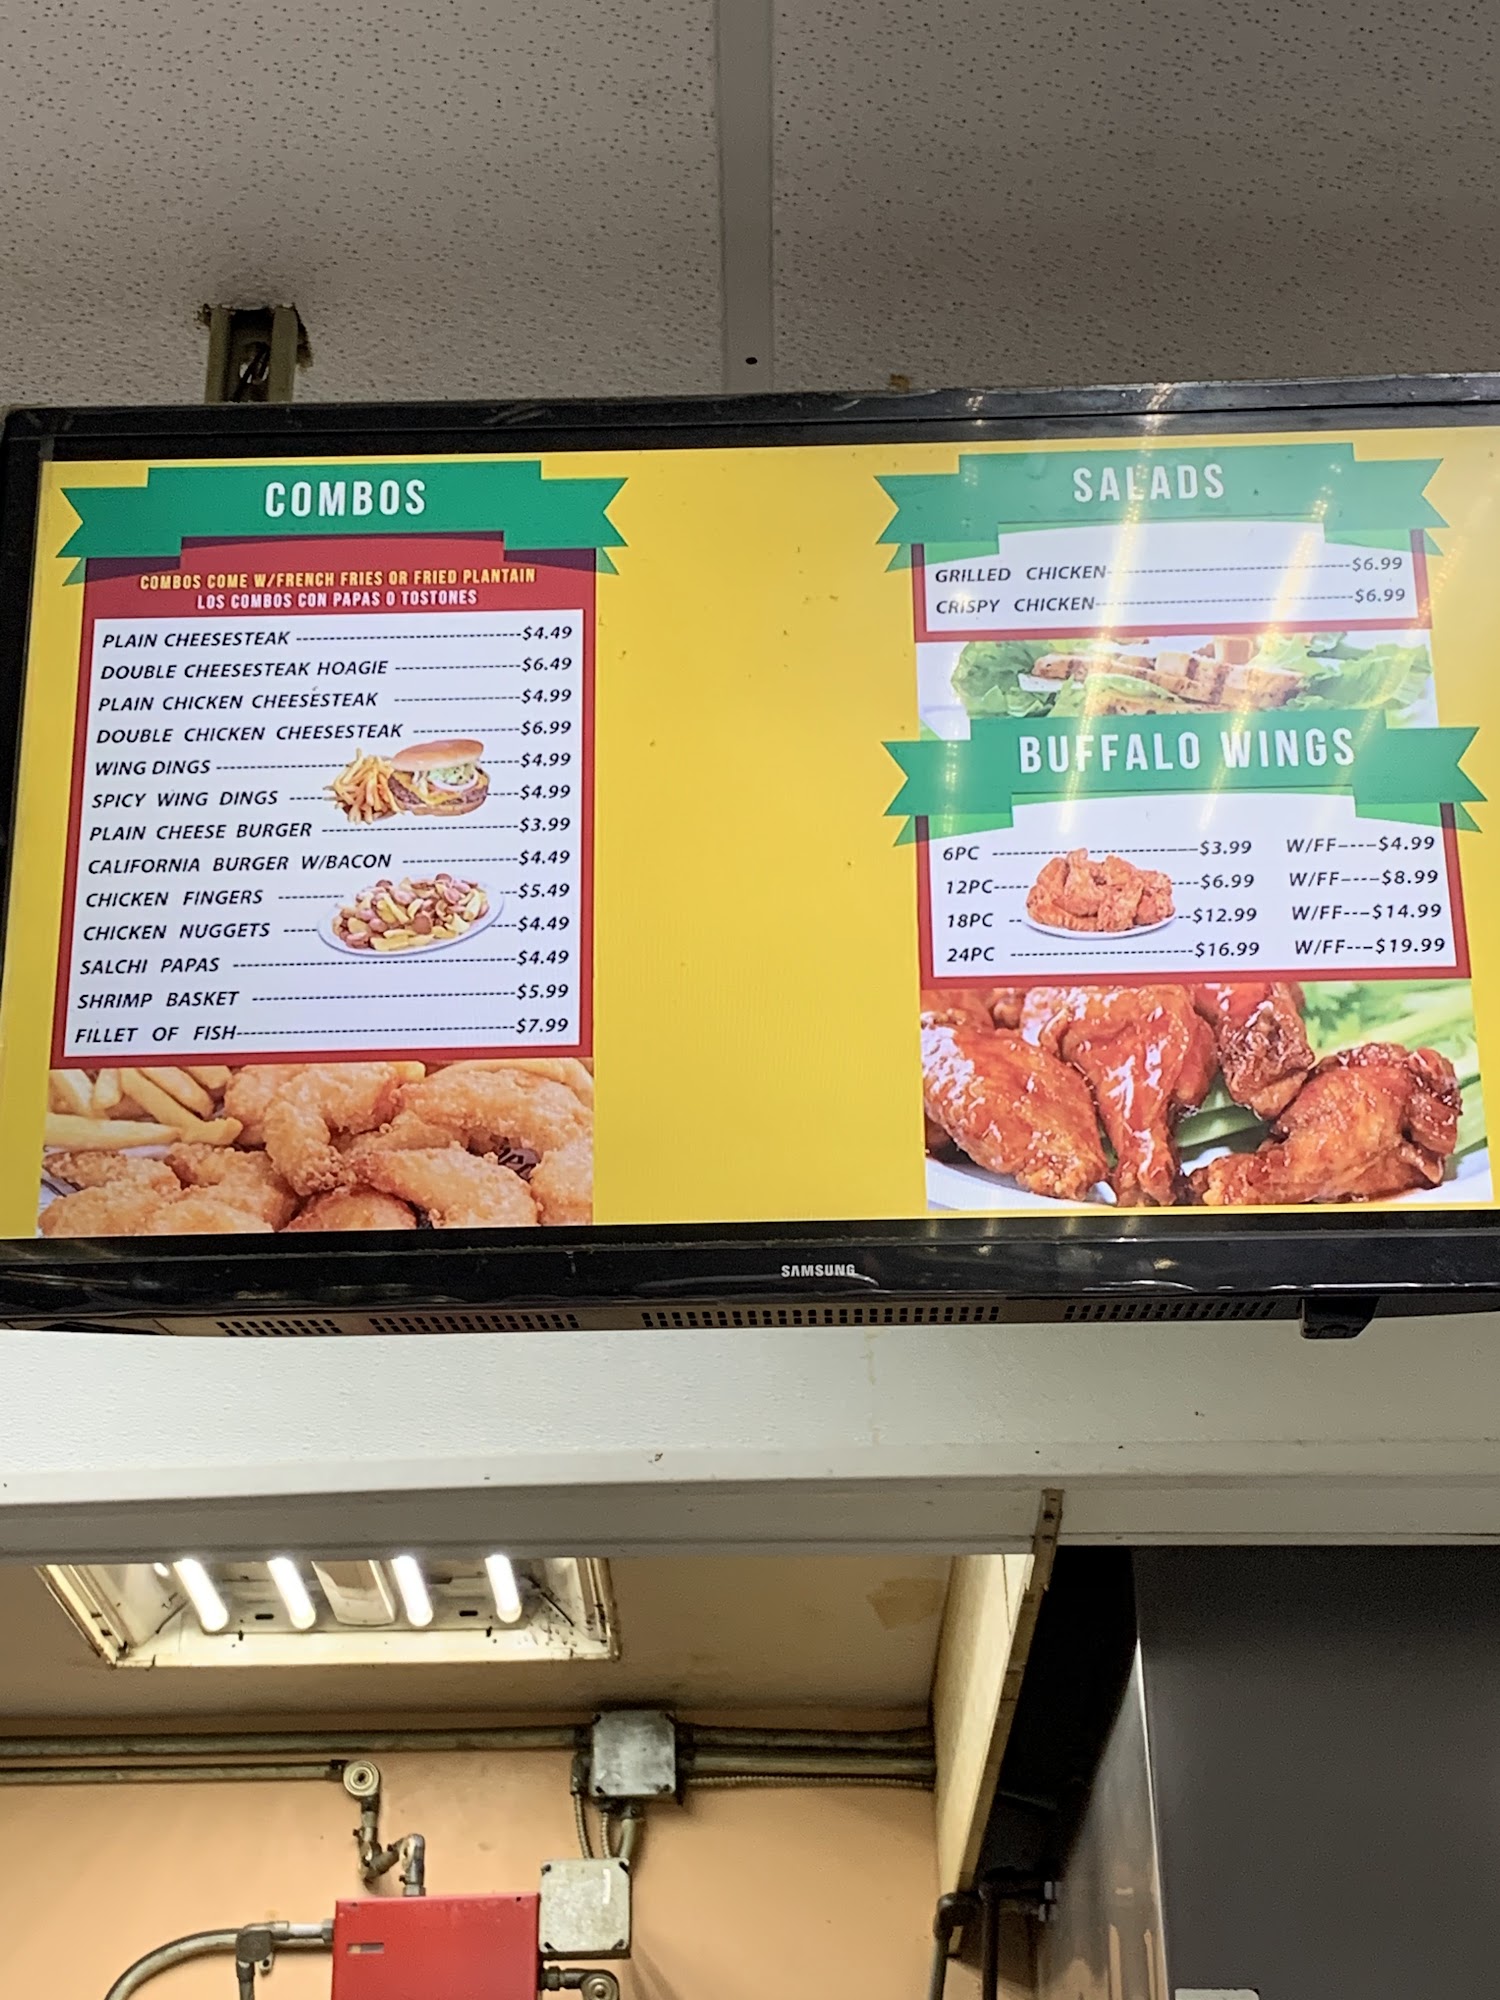 COMBOS
COMBOS COME W/FRENCH FRIES OR FRIED PLANTAIN
LOS COMBOS CON PAPAS O TOSTONES
PLAIN CHEESESTEAK -----$4.49
DOUBLE CHEESESTEAK HOAGIE -----$6.49
PLAIN CHICKEN CHEESESTEAK -----$4.99
DOUBLE CHICKEN CHEESESTEAK -----$6.99
WING DINGS -----$4.99
SPICY WING DINGS -----$4.99
PLAIN CHEESE BURGER -----$3.99
CALIFORNIA BURGER W/BACON -----$4.49
CHICKEN FINGERS -----$5.49
CHICKEN NUGGETS -----$4.49
SALCHI PAPAS -----$4.49
SHRIMP BASKET -----$5.99
FILLET OF FISH-----$7.99
SALADS
GRILLED CHICKEN-----$6.99
CRISPY CHICKEN-----$6.99
BUFFALO WINGS
6PC -----$3.99 W/FF----$4.99
12PC-----$6.99 W/FF----$8.99
18PC -----$12.99 W/FF---$14.99
24PC -----$16.99 W/FF---$19.99
SAMSUNG